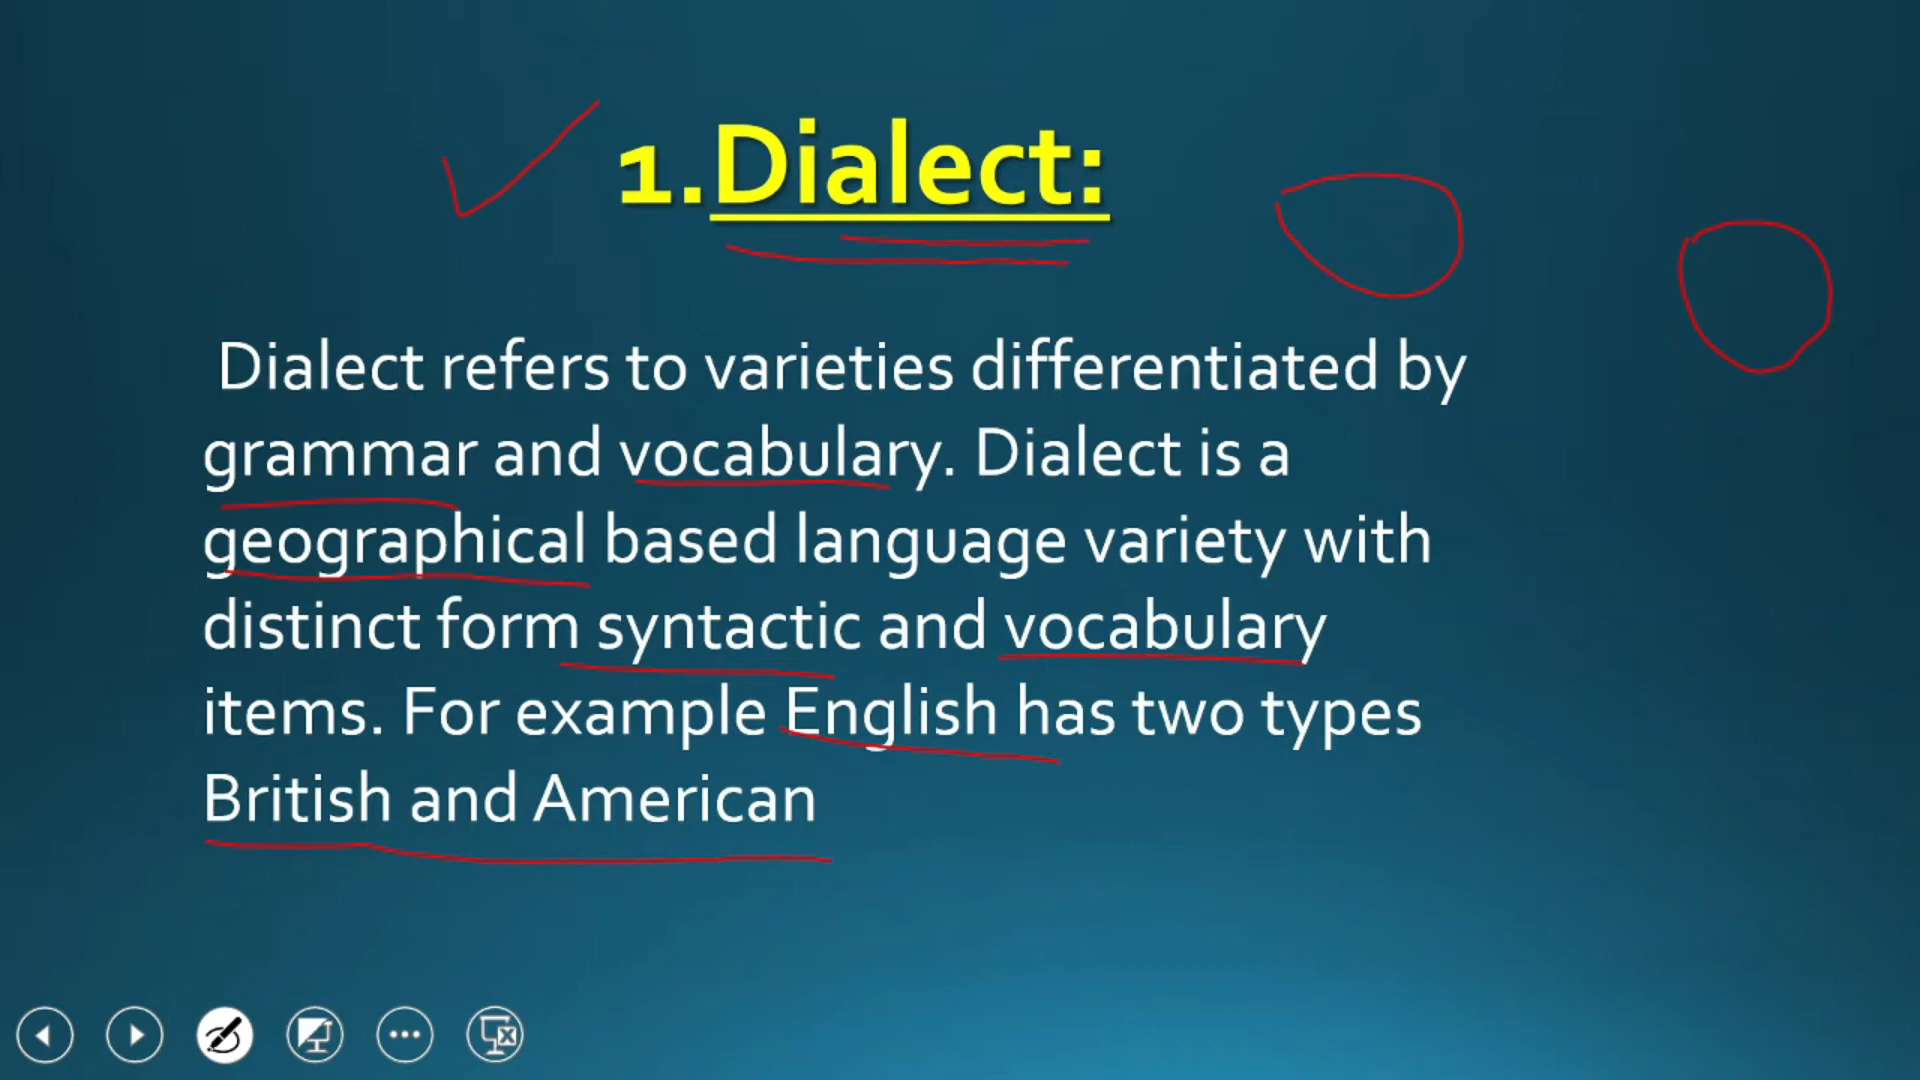 1.Dialect:
Dialect refers to varieties differentiated by
grammar and vocabulary. Dialect is a
geographical based language variety with
distinct form syntactic and vocabulary
items. For example English has two types
British and American